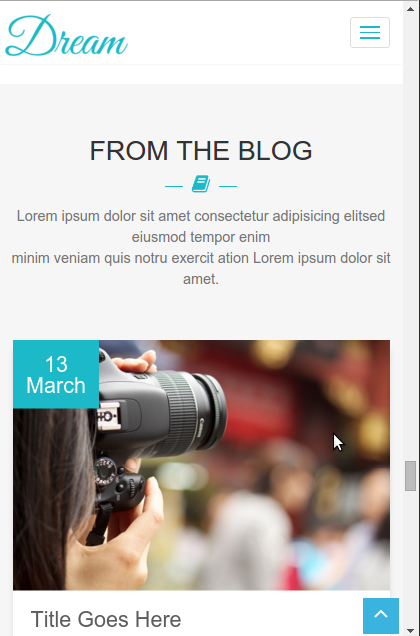 Dream
FROM THE BLOG
Lorem ipsum dolor sit amet consectetur adipisicing elitsed
eiusmod tempor enim
minim veniam quis notru exercit ation Lorem ipsum dolor sit
amet.
13
March
Canon
Title Goes Here